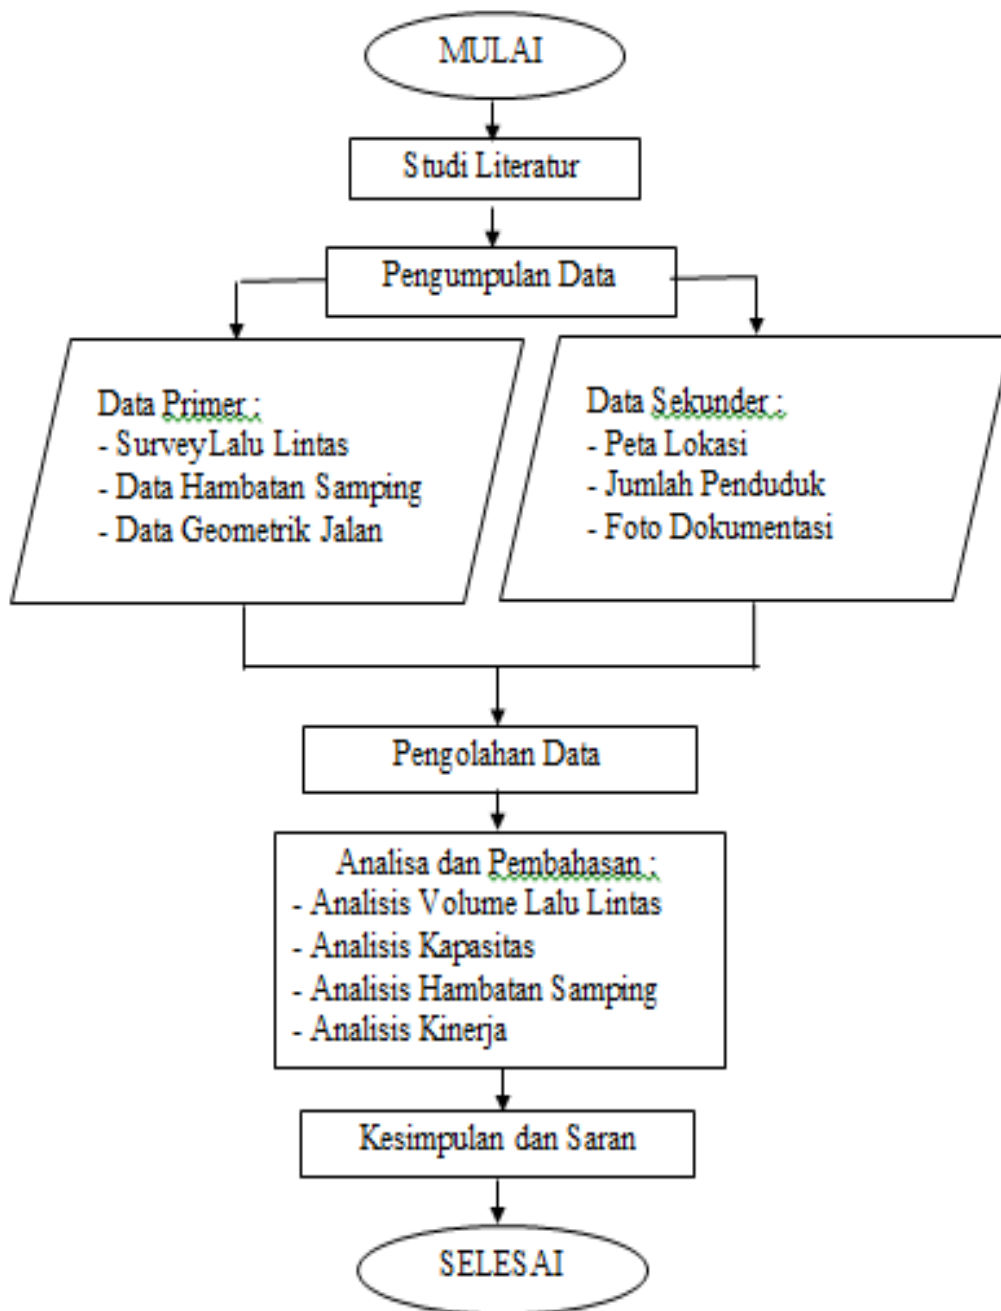 MULAI
Studi Literatur
Pengumpulan Data
Data Primer :
- Survey Lalu Lintas
- Data Hambatan Samping
- Data Geometrik Jalan
Data Sekunder :
- Peta Lokasi
- Jumlah Penduduk
- Foto Dokumentasi
Pengolahan Data
Analisa dan Pembahasan :
- Analisis Volume Lalu Lintas
- Analisis Kapasitas
- Analisis Hambatan Samping
- Analisis Kinerja
Kesimpulan dan Saran
SELESAI